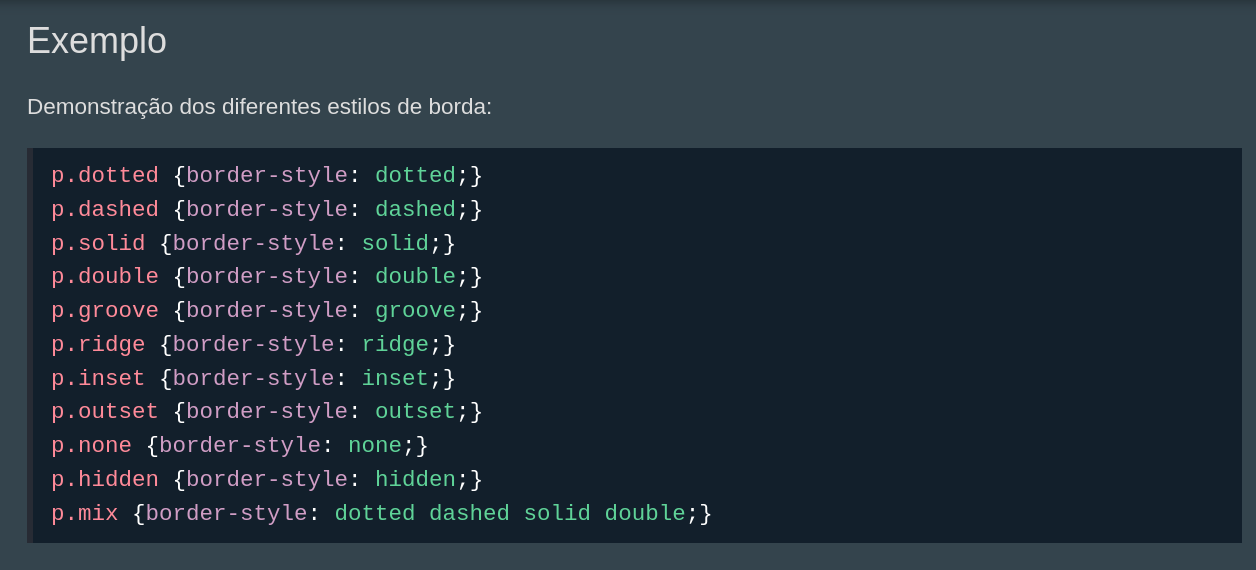 Exemplo
Demonstração dos diferentes estilos de borda:
p.dotted {border-style: dotted;}
p.dashed {border-style: dashed;}
p.solid {border-style: solid;}
p.double {border-style: double;}
p.groove {border-style: groove;}
p.ridge {border-style: ridge;}
p.inset {border-style: inset;}
p.outset {border-style: outset;}
p.none {border-style: none;}
p.hidden {border-style: hidden;}
p.mix {border-style: dotted dashed solid double;}